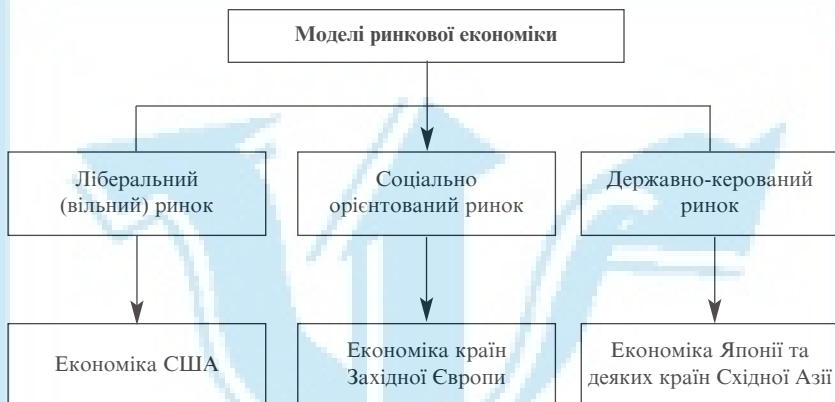 Моделі ринкової економіки
Ліберальний
(вільний) ринок
Соціально
орієнтований ринок
Державно-керований
ринок
Економіка США
Економіка країн
Західної Європи
Економіка Японії та
деяких країн Східної Азії